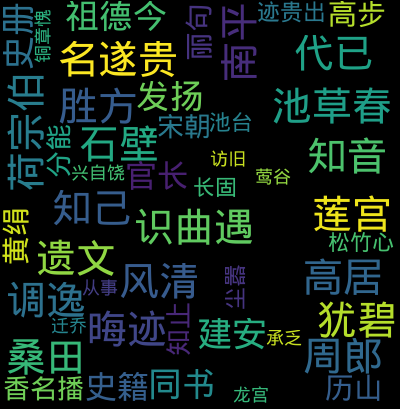 祖德今
迹贵出
高步
史册
铜章愧
丽句
南平
代已
名遂贵
荷宗伯
胜方
发扬
池草春
宋朝
池台
分能
石壁
兴自饶
官长
访旧
知音
长固
莺谷
知己
识曲遇
莲宫
黄绢
松竹心
遗文
风清
尘嚣
高居
调逸
从事
迁乔
晦迹
知止
建安
承乏
犹碧
桑田
周郎
香名播
史籍
同书
龙宫
历山